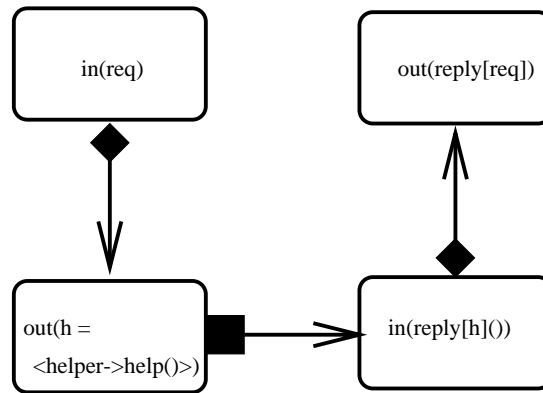 in(req)
out(reply[req])
out(h =
<helper->help()>)
in(reply[h]())